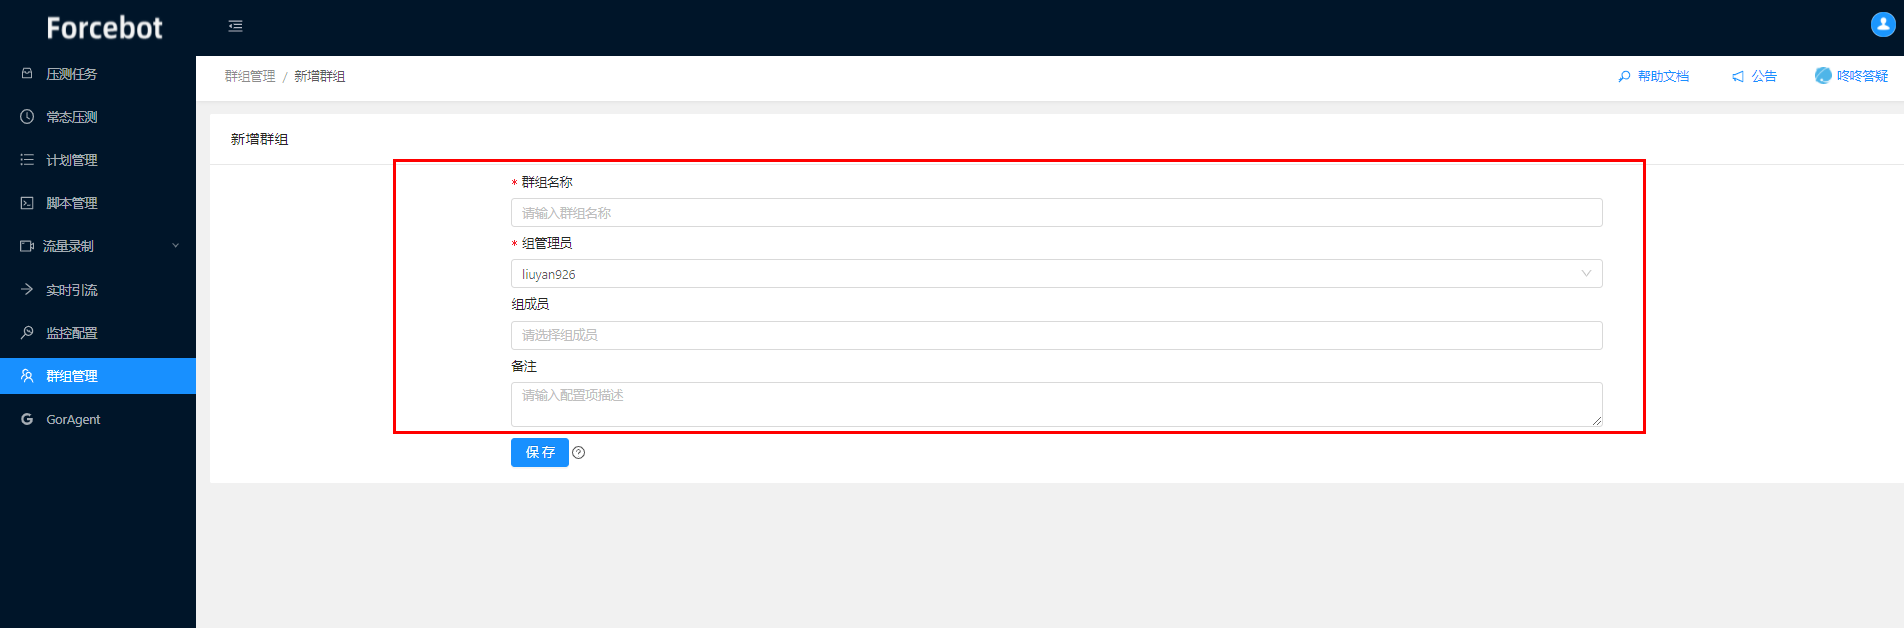 Forcebot
压测任务
常态压测
计划管理
脚本管理
流量录制
实时引流
监控配置
群组管理
GorAgent
群组管理 / 新增群组
帮助文档
公告
咚咚答疑
新增群组
* 群组名称
请输入群组名称
* 组管理员
liuyan926
组成员
请选择组成员
备注
请输入配置项描述
保 存